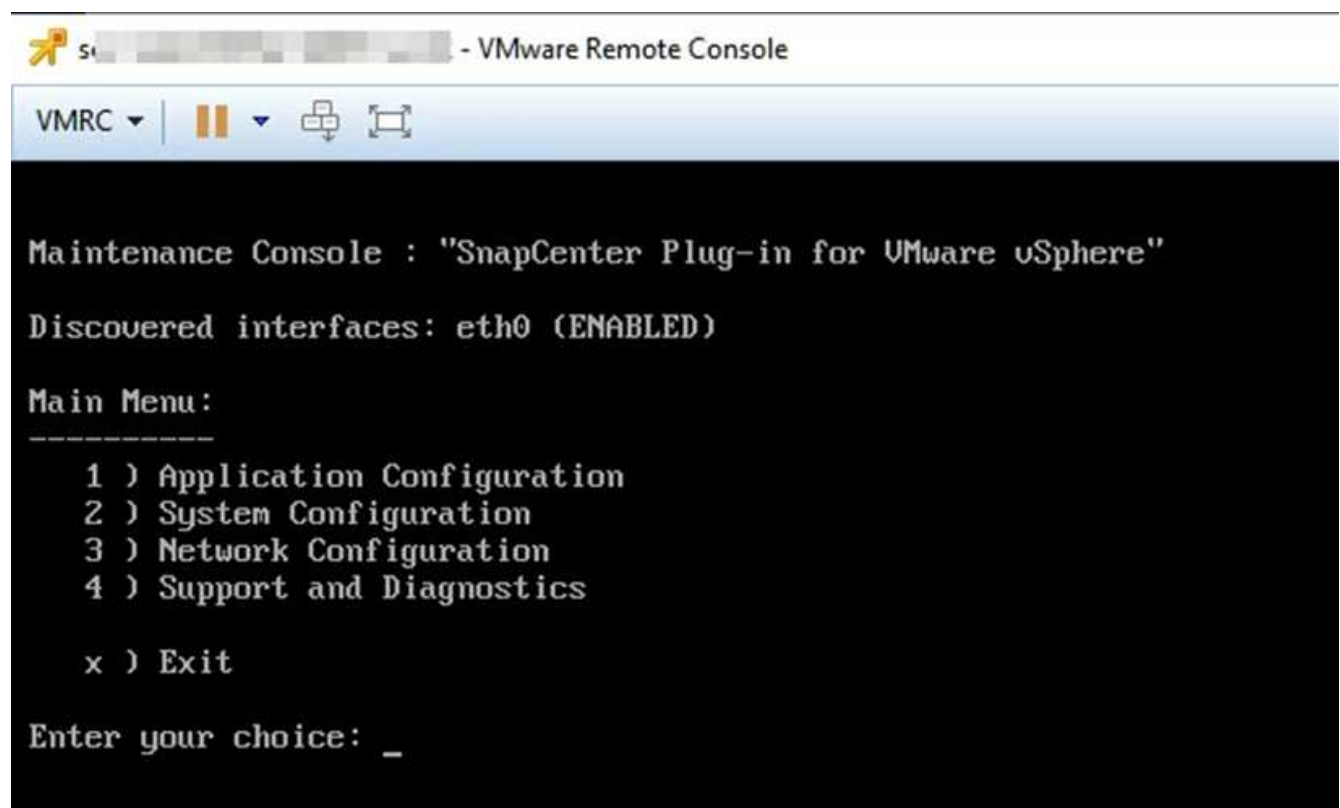 - VMware Remote Console
VMRC
Maintenance Console : "SnapCenter Plug-in for VMware vSphere"
Discovered interfaces: eth0 (ENABLED)
Main Menu:
----------
1 ) Application Configuration
2 ) System Configuration
3 ) Network Configuration
4 ) Support and Diagnostics
x ) Exit
Enter your choice: _